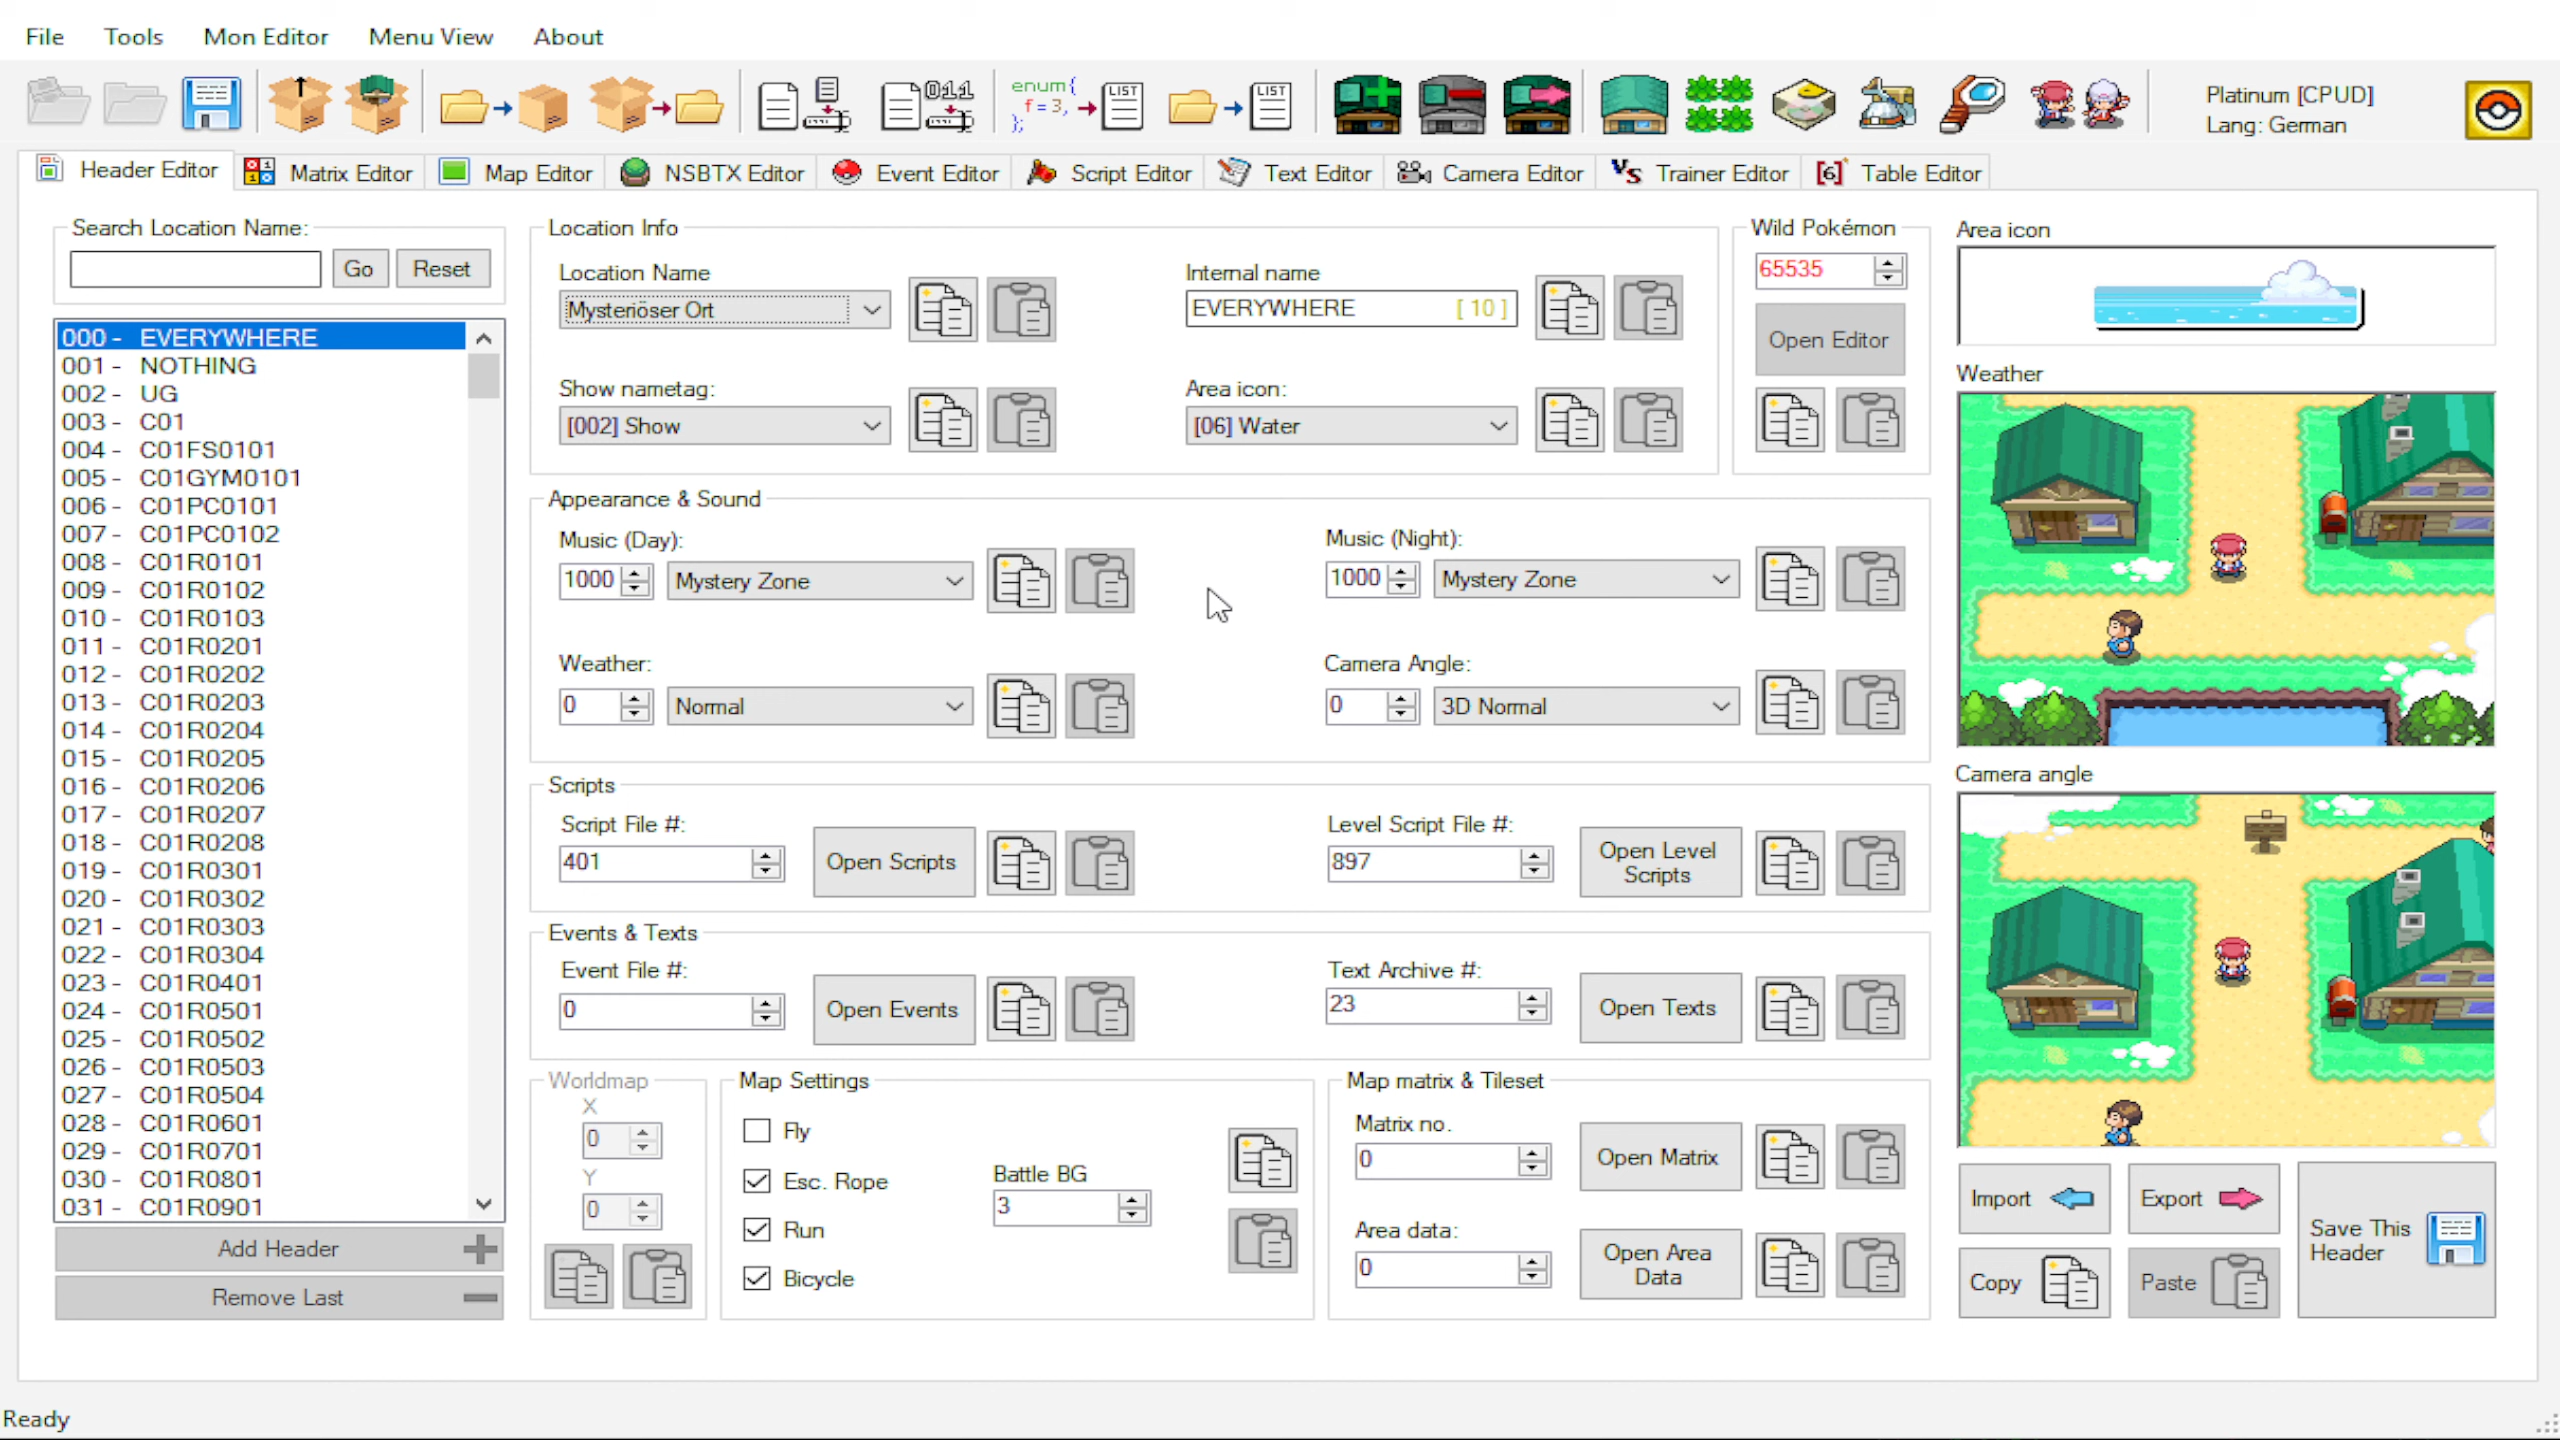 File Tools Mon Editor Menu View About
011
enum{
f=3,
};
LIST
LIST
Platinum [CPUD]
Lang: German
Header Editor Matrix Editor Map Editor NSBTX Editor Event Editor Script Editor Text Editor Camera Editor Trainer Editor Table Editor
Search Location Name:
Go Reset
000 - EVERYWHERE
001 - NOTHING
002 - UG
003 - C01
004 - C01FS0101
005 - C01GYM0101
006 - C01PC0101
007 - C01PC0102
008 - C01R0101
009 - C01R0102
010 - C01R0103
011 - C01R0201
012 - C01R0202
013 - C01R0203
014 - C01R0204
015 - C01R0205
016 - C01R0206
017 - C01R0207
018 - C01R0208
019 - C01R0301
020 - C01R0302
021 - C01R0303
022 - C01R0304
023 - C01R0401
024 - C01R0501
025 - C01R0502
026 - C01R0503
027 - C01R0504
028 - C01R0601
029 - C01R0701
030 - C01R0801
031 - C01R0901
Add Header
Remove Last
Location Info
Location Name
Mysteriöser Ort
Internal name
EVERYWHERE [ 10 ]
Show nametag:
[002] Show
Area icon:
[06] Water
Wild Pokémon
65535
Open Editor
Appearance & Sound
Music (Day):
1000 Mystery Zone
Music (Night):
1000 Mystery Zone
Weather:
0 Normal
Camera Angle:
0 3D Normal
Scripts
Script File #:
401 Open Scripts
Level Script File #:
897 Open Level
Scripts
Events & Texts
Event File #:
0 Open Events
Text Archive #:
23 Open Texts
Worldmap
X
0
Y
0
Map Settings
Fly
Esc. Rope
Run
Bicycle
Battle BG
3
Map matrix & Tileset
Matrix no.
0 Open Matrix
Area data:
0 Open Area
Data
Area icon
Weather
Camera angle
Import Export
Copy Paste
Save This
Header
Ready